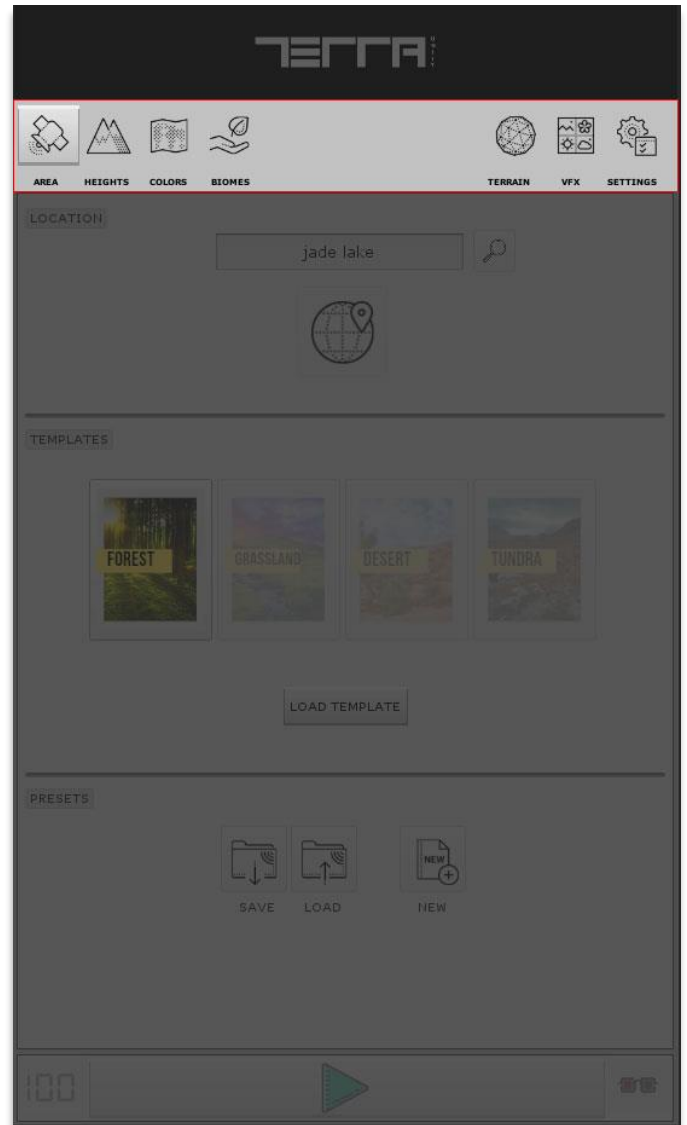 TERRA UNITY
AREA HEIGHTS COLORS BIOMES TERRAIN VFX SETTINGS
LOCATION
jade lake
TEMPLATES
FOREST GRASSLAND DESERT TUNDRA
LOAD TEMPLATE
PRESETS
NEW
SAVE LOAD NEW
100